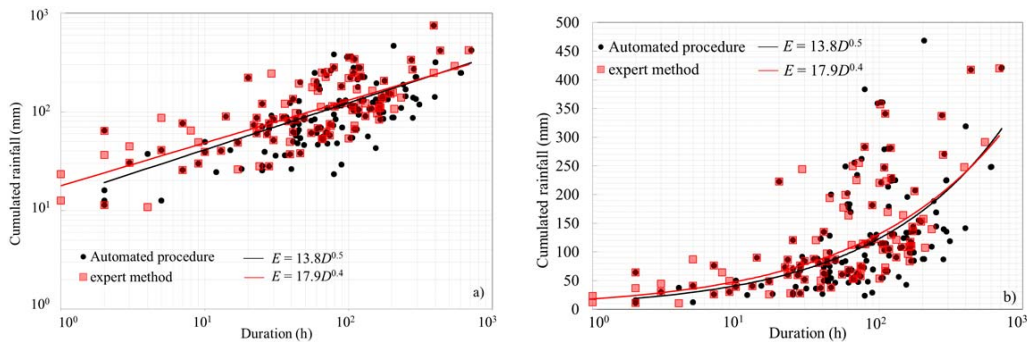 10³
10²
10¹
10⁰
Cumulated rainfall (mm)
Automated procedure
expert method
E = 13.8D^0.5
E = 17.9D^0.4
a)
10⁰
10¹
10²
10³
Duration (h)
500
450
400
350
300
250
200
150
100
50
0
Cumulated rainfall (mm)
Automated procedure
expert method
E = 13.8D^0.5
E = 17.9D^0.4
b)
10⁰
10¹
10²
10³
Duration (h)